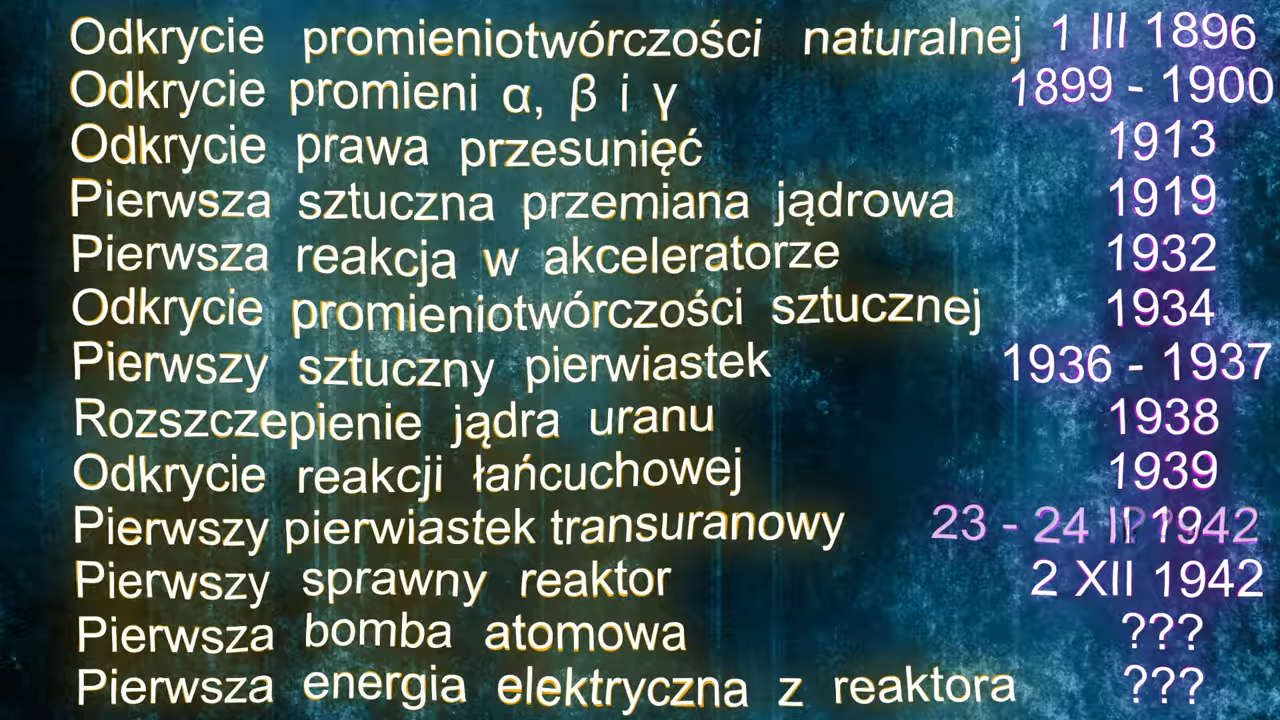 Odkrycie promieniotwórczości naturalnej 1 III 1896
Odkrycie promieni α, β i γ 1899 - 1900
Odkrycie prawa przesunięć 1913
Pierwsza sztuczna przemiana jądrowa 1919
Pierwsza reakcja w akceleratorze 1932
Odkrycie promieniotwórczości sztucznej 1934
Pierwszy sztuczny pierwiastek 1936 - 1937
Rozszczepienie jądra uranu 1938
Odkrycie reakcji łańcuchowej 1939
Pierwszy pierwiastek transuranowy 23 - 24 II 1942
Pierwszy sprawny reaktor 2 XII 1942
Pierwsza bomba atomowa ???
Pierwsza energia elektryczna z reaktora ???